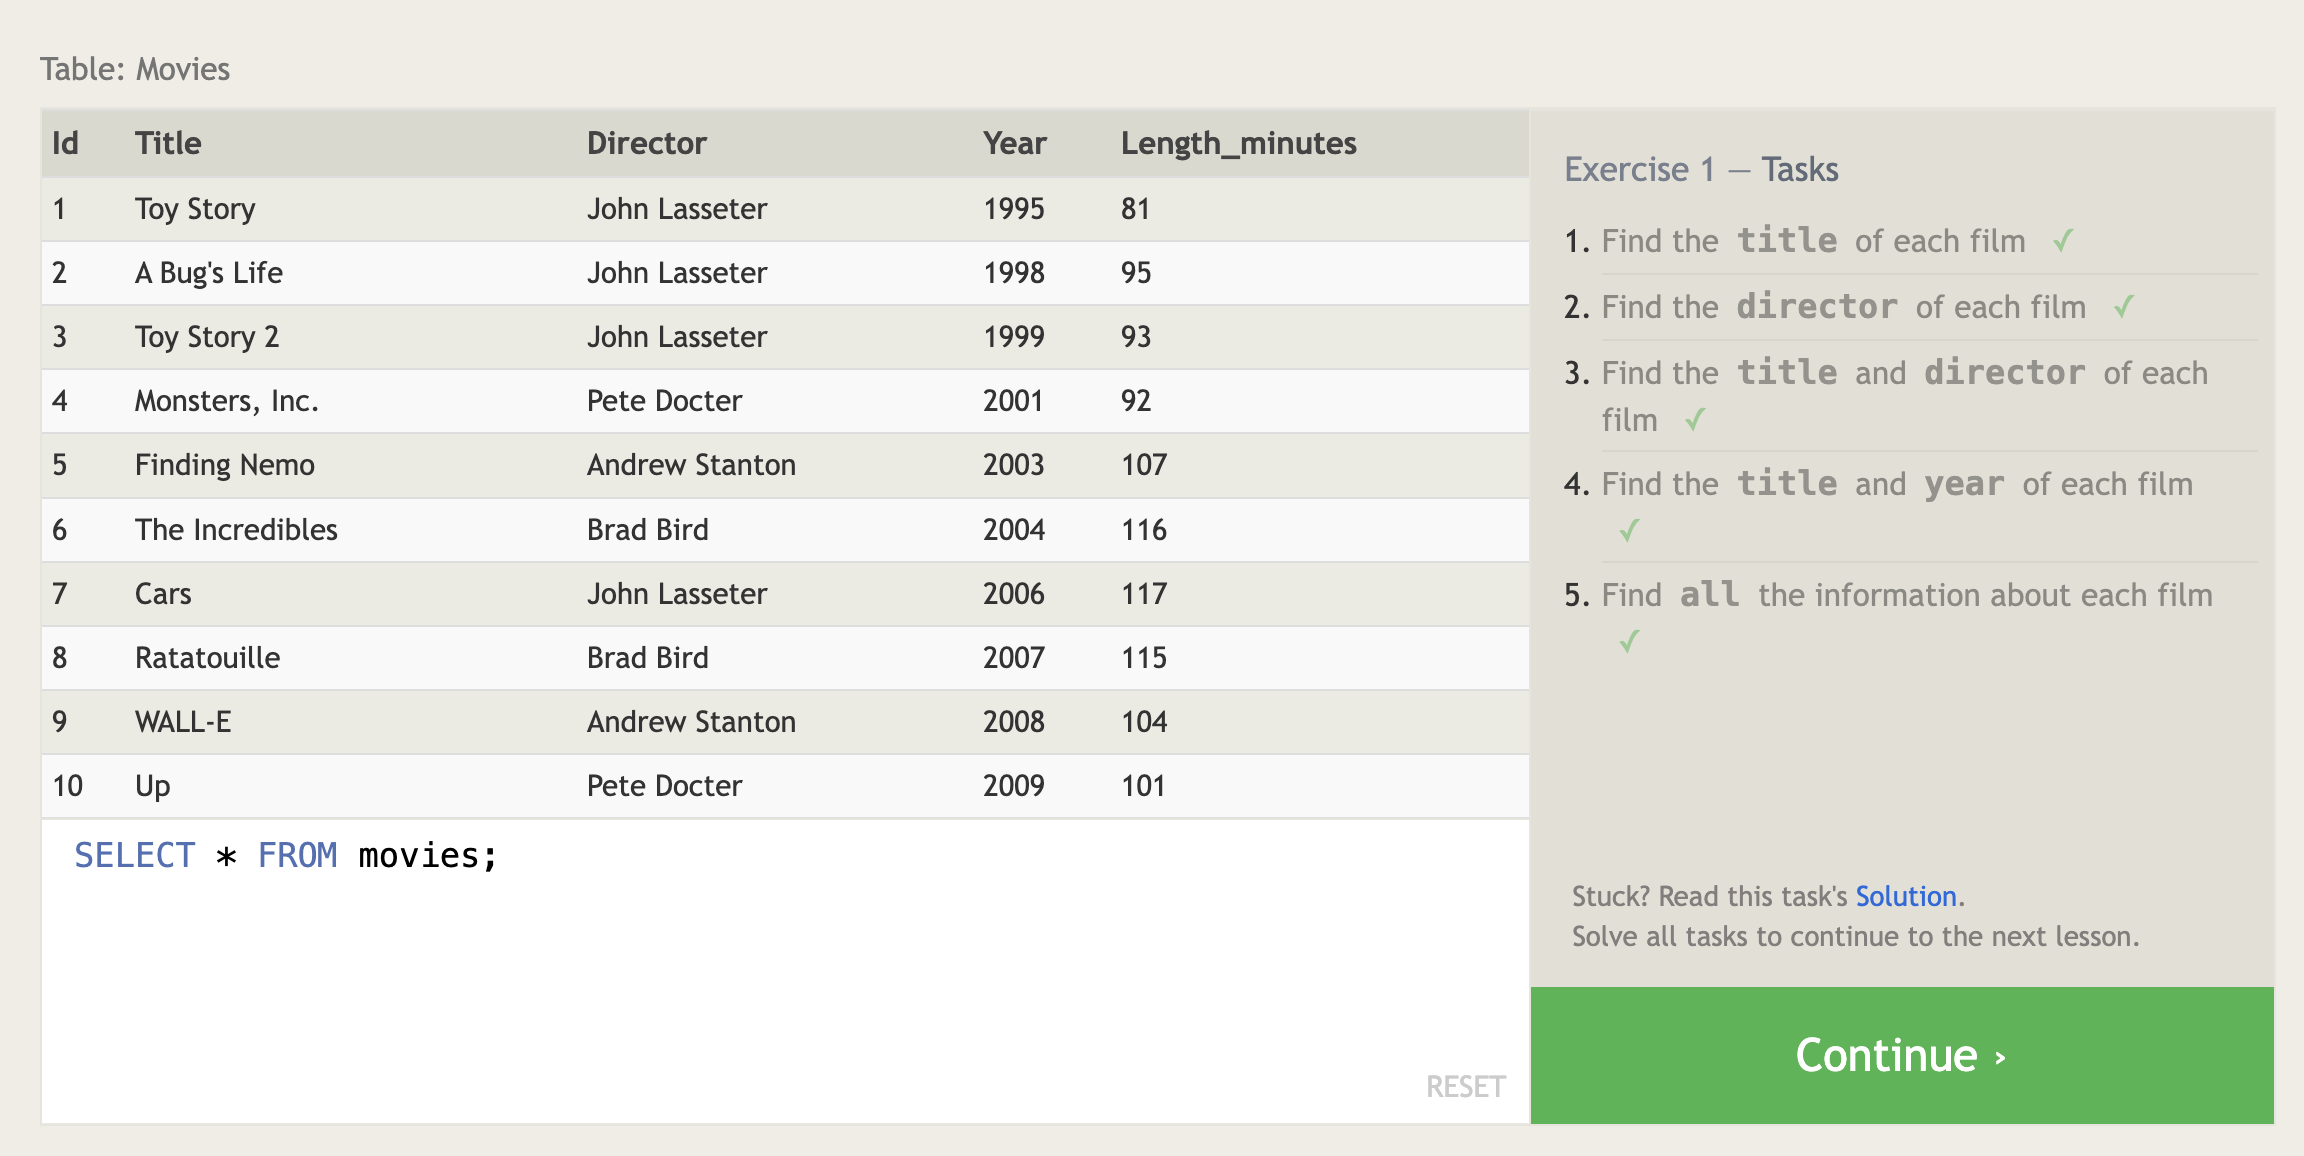 Table: Movies
Id Title Director Year Length_minutes
1 Toy Story John Lasseter 1995 81
2 A Bug's Life John Lasseter 1998 95
3 Toy Story 2 John Lasseter 1999 93
4 Monsters, Inc. Pete Docter 2001 92
5 Finding Nemo Andrew Stanton 2003 107
6 The Incredibles Brad Bird 2004 116
7 Cars John Lasseter 2006 117
8 Ratatouille Brad Bird 2007 115
9 WALL-E Andrew Stanton 2008 104
10 Up Pete Docter 2009 101
SELECT * FROM movies;
RESET
Exercise 1 — Tasks
1. Find the title of each film ✓
2. Find the director of each film ✓
3. Find the title and director of each
film ✓
4. Find the title and year of each film
✓
5. Find all the information about each film
✓
Stuck? Read this task's Solution.
Solve all tasks to continue to the next lesson.
Continue ›